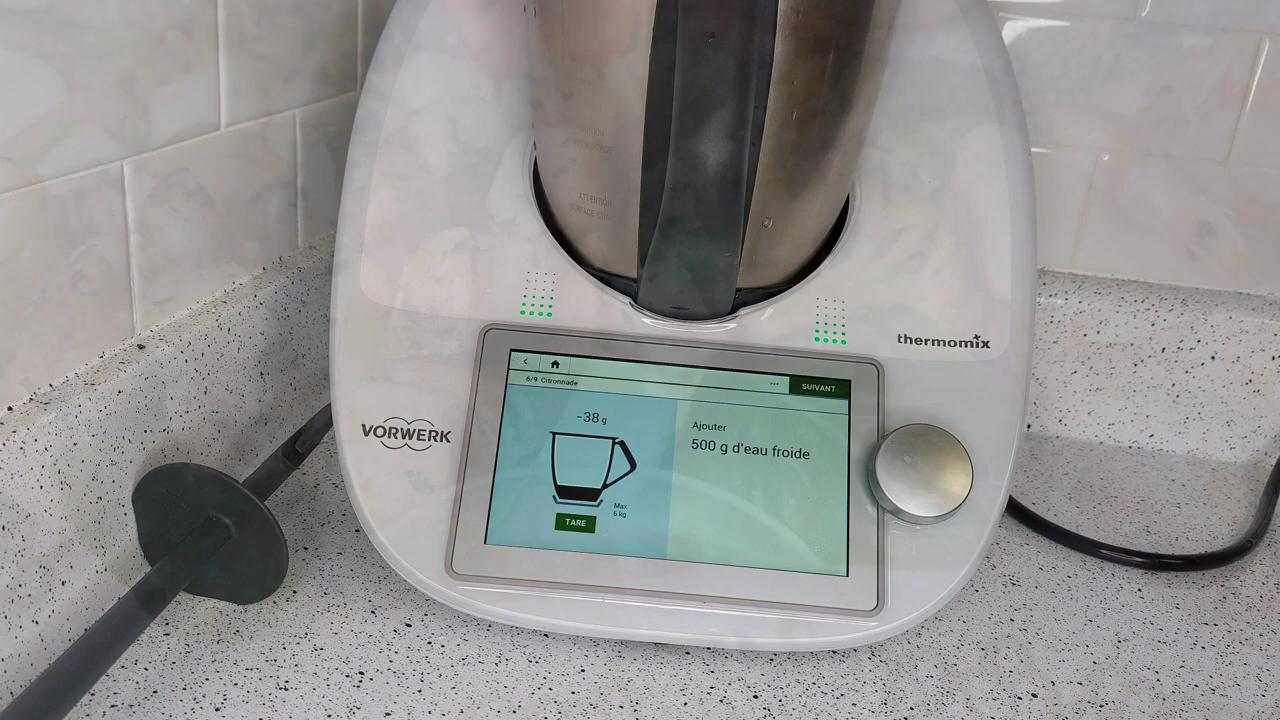 ATTENTION
thermomix
VORWERK
SUIVANT
6/9 Citronnade
-38 g
Ajouter
500 g d'eau froide
Max
6 kg
TARE